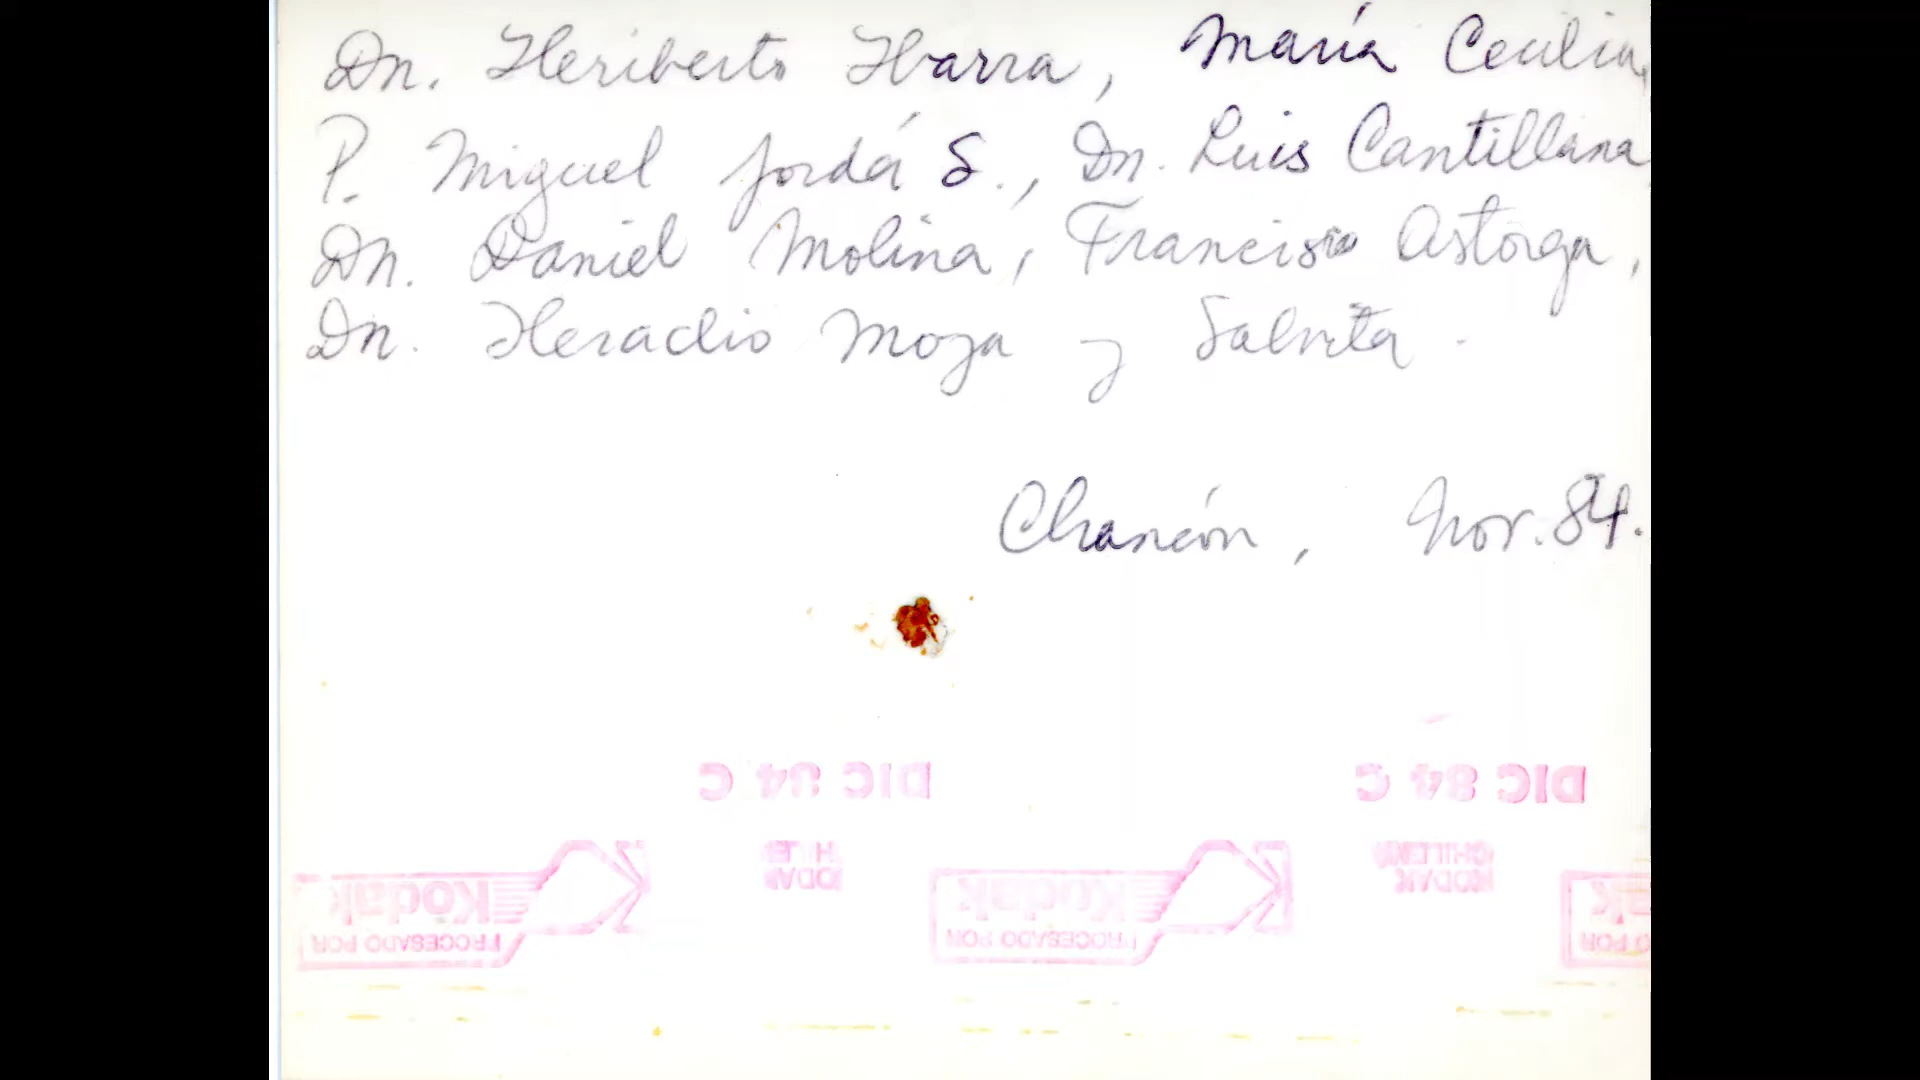 Dn. Heriberto Ibarra, María Cecilia,
P. Miguel Jordá S., Dn. Luis Cantillana
Dn. Daniel Molina, Francisco Astorga,
Dn. Heraclio Moya y Salvita.
Chancón, Nov. 84.
DIC 84 C DIC 84 C
KODAK CHILENA
Kodak Kodak
PROCESADO POR PROCESADO POR O POR